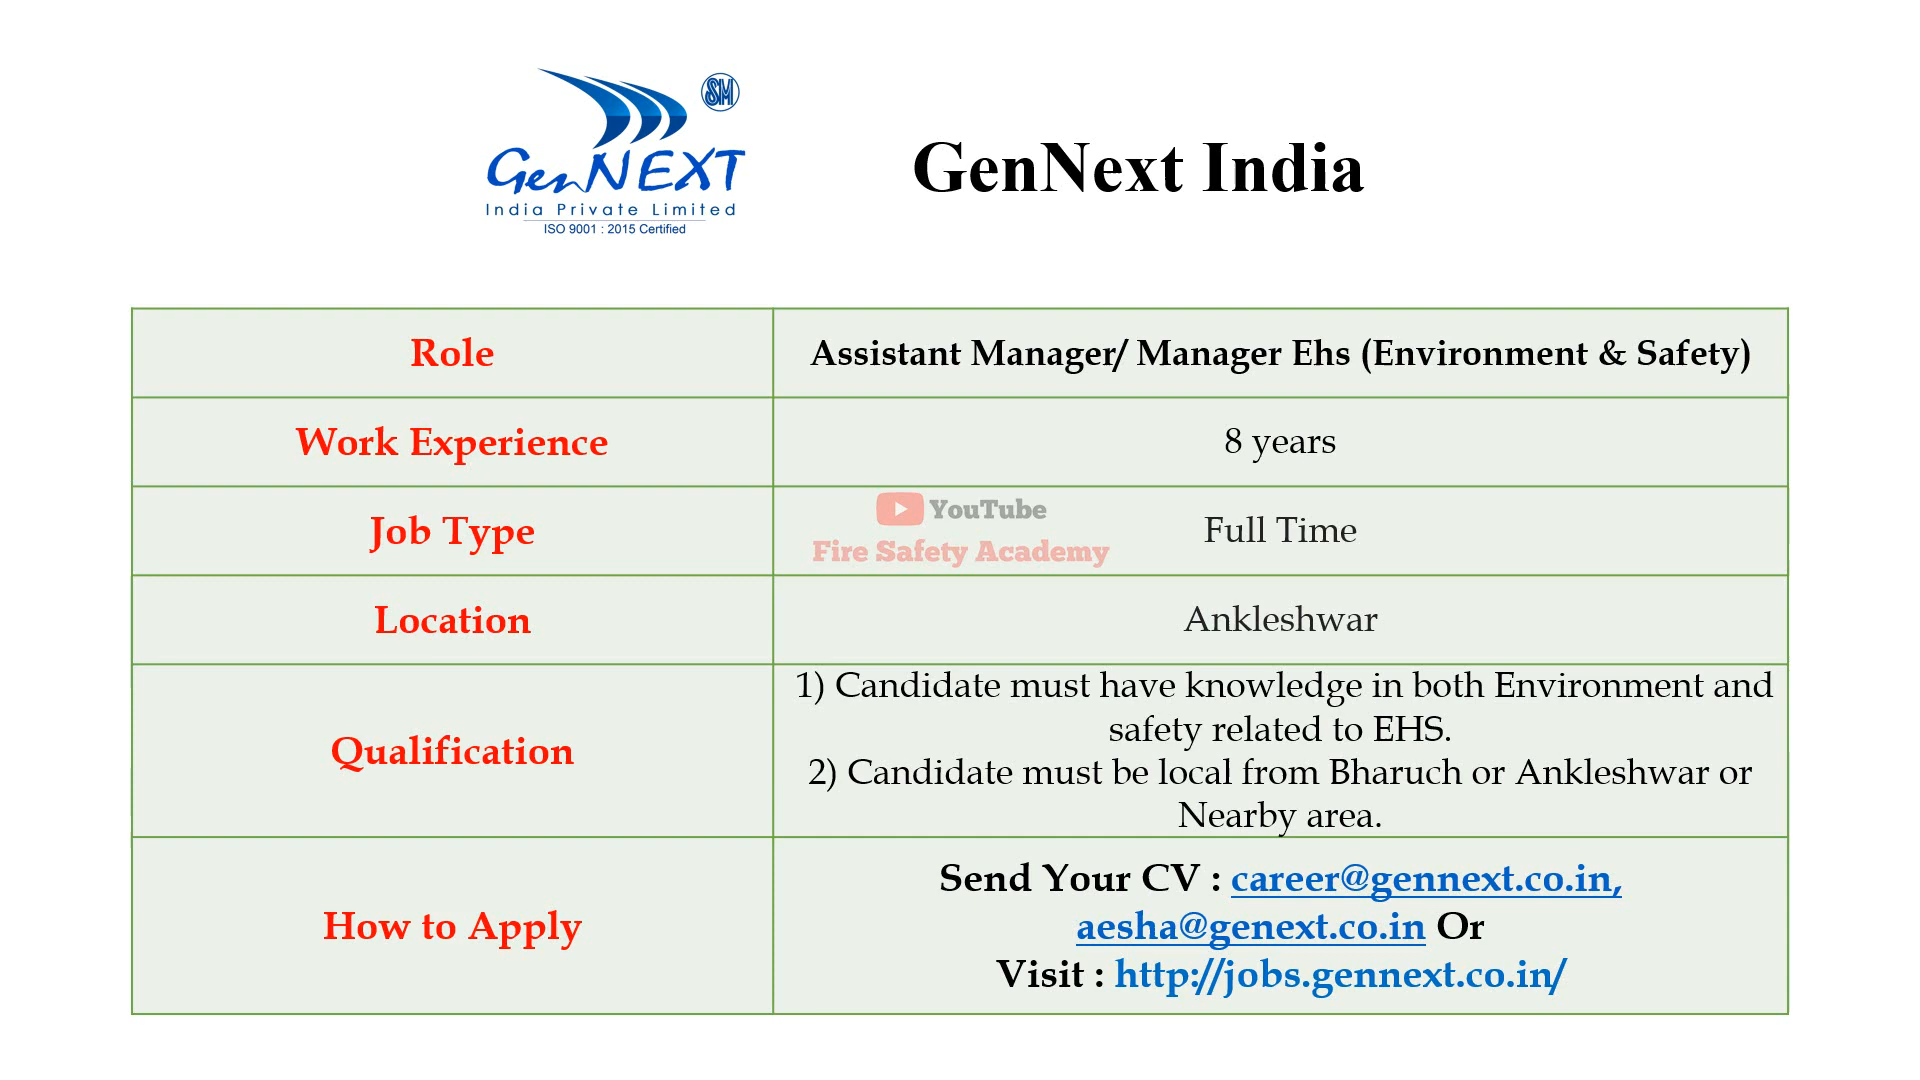 SM
GenNEXT
India Private Limited
ISO 9001 : 2015 Certified
GenNext India
Role
Assistant Manager/ Manager Ehs (Environment & Safety)
Work Experience
8 years
Job Type
YouTube
Fire Safety Academy
Full Time
Location
Ankleshwar
Qualification
1) Candidate must have knowledge in both Environment and
safety related to EHS.
2) Candidate must be local from Bharuch or Ankleshwar or
Nearby area.
How to Apply
Send Your CV : career@gennext.co.in,
aesha@genext.co.in Or
Visit : http://jobs.gennext.co.in/